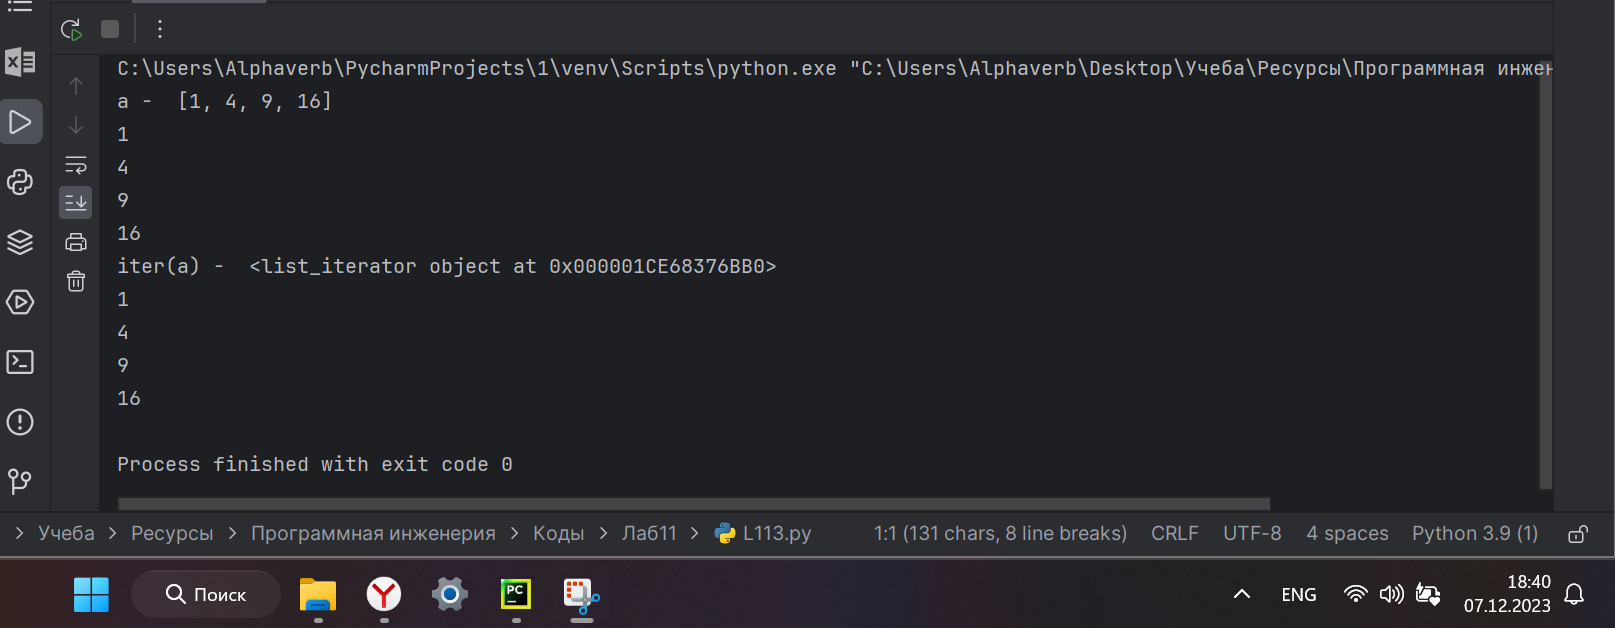 C:\Users\Alphaverb\PycharmProjects\1\venv\Scripts\python.exe "C:\Users\Alphaverb\Desktop\Учеба\Ресурсы\Программная инжен
a -  [1, 4, 9, 16]
1
4
9
16
iter(a) -  <list_iterator object at 0x000001CE68376BB0>
1
4
9
16
Process finished with exit code 0
> Учеба > Ресурсы > Программная инженерия > Коды > Лаб11 > L113.py 1:1 (131 chars, 8 line breaks) CRLF UTF-8 4 spaces Python 3.9 (1)
Поиск
PC
ENG
18:40
07.12.2023